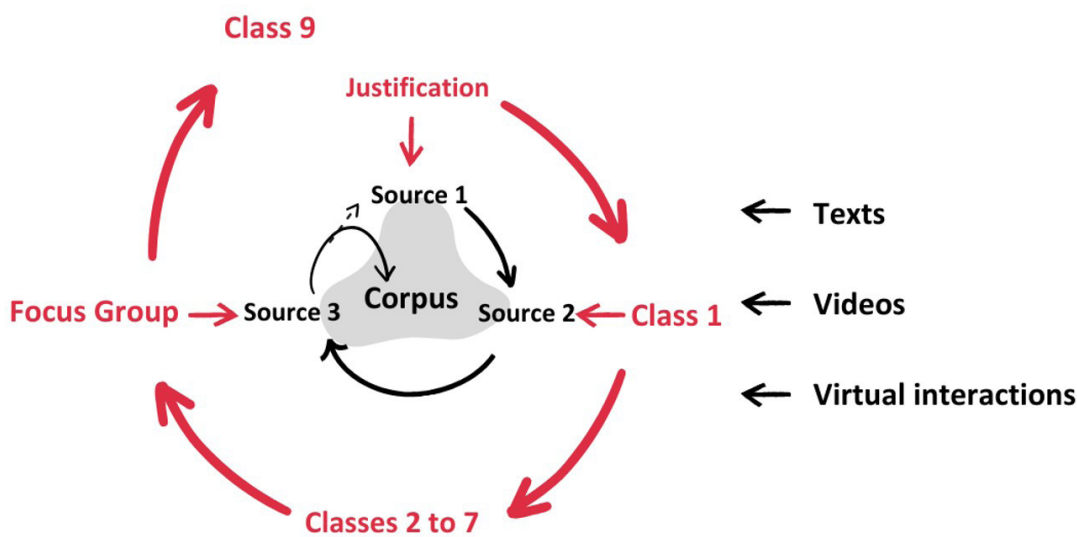 Class 9
Justification
Source 1
Texts
Corpus
Videos
Focus Group
Source 3
Source 2
Class 1
Virtual interactions
Classes 2 to 7